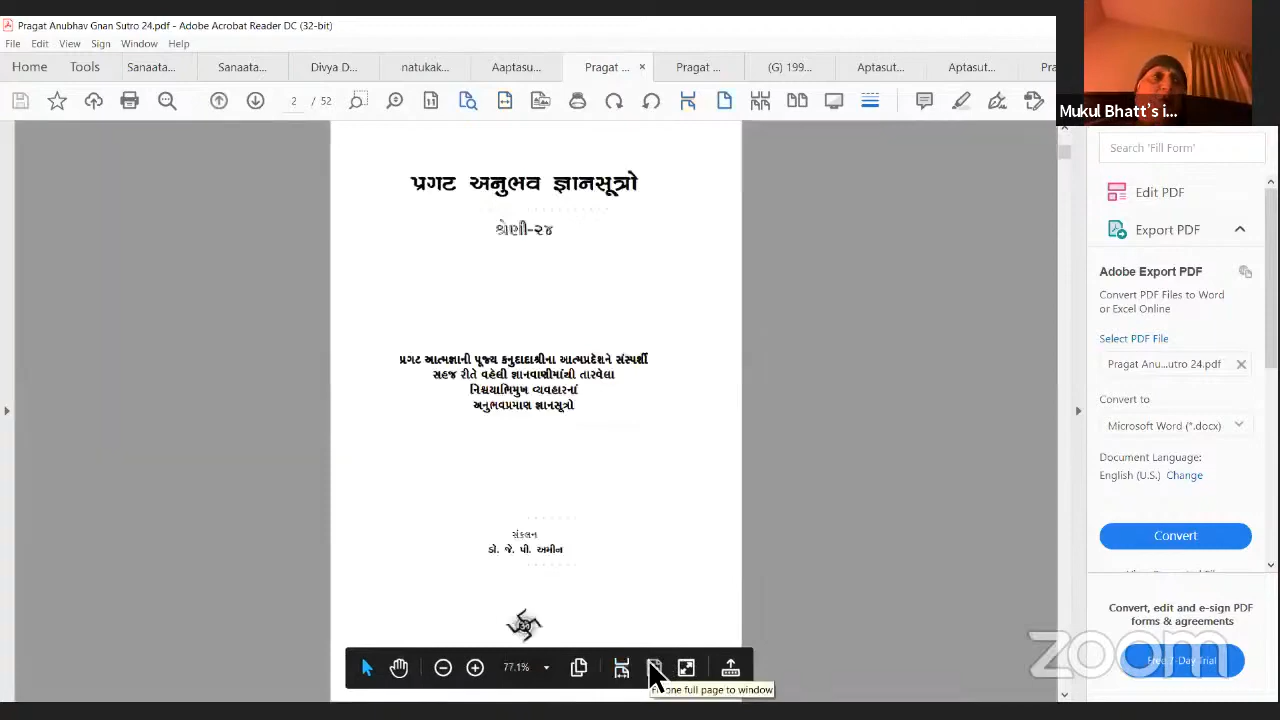 Pragat Anubhav Gnan Sutro 24.pdf - Adobe Acrobat Reader DC (32-bit)
File Edit View Sign Window Help
Home Tools Sanaata... Sanaata... Divya D natukak... Aaptasu... Pragat ... × Pragat ... (G) 199... Aptasut... Aptasut... Pra
2 / 52
Mukul Bhatt's i...
Search 'Fill Form'
Edit PDF
Export PDF
Adobe Export PDF
Convert PDF Files to Word
or Excel Online
Select PDF File
Pragat Anu...utro 24.pdf
Convert to
Microsoft Word (*.docx)
Document Language:
English (U.S.) Change
Convert
Convert, edit and e-sign PDF
forms & agreements
Free 7-Day Trial
zoom
પ્રગટ અનુભવ જ્ઞાનસૂત્રો
શ્રેણી-૨૪
પ્રગટ આત્મજ્ઞાની પૂજ્ય કનુદાદાશ્રીના આત્મપ્રદેશને સંસ્પર્શી
સહજ રીતે વહેલી જ્ઞાનવાણીમાંથી તારવેલા
નિશ્ચયાભિમુખ વ્યવહારનાં
અનુભવપ્રમાણ જ્ઞાનસૂત્રો
સંકલન
ડો. જે. પી. અમીન
77.1%
one full page to window